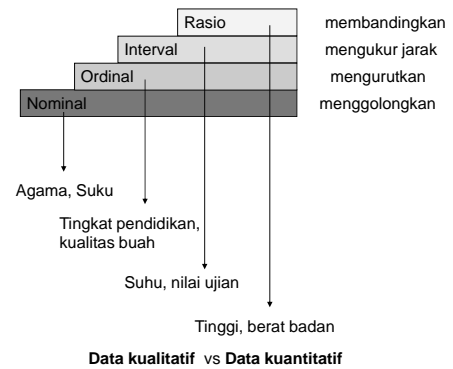 Rasio membandingkan
Interval mengukur jarak
Ordinal mengurutkan
Nominal menggolongkan
Agama, Suku
Tingkat pendidikan,
kualitas buah
Suhu, nilai ujian
Tinggi, berat badan
Data kualitatif vs Data kuantitatif